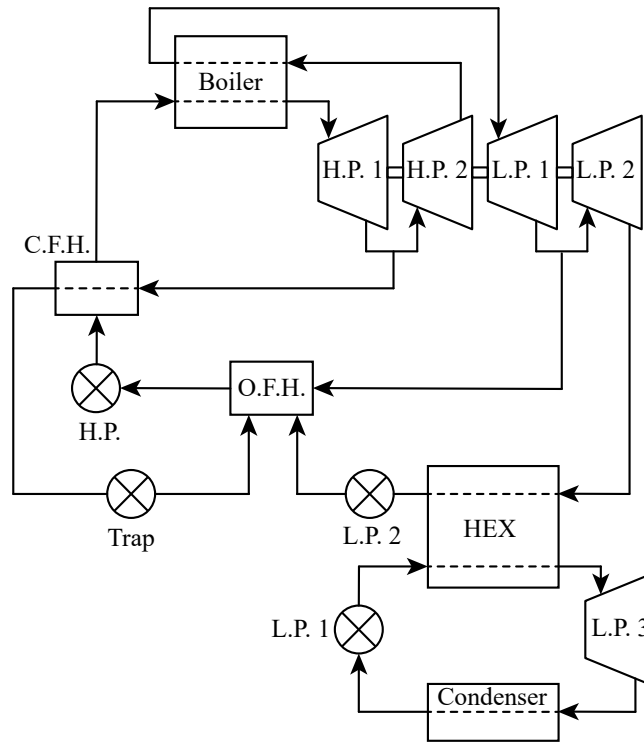 Boiler
H.P. 1
H.P. 2
L.P. 1
L.P. 2
C.F.H.
O.F.H.
H.P.
Trap
L.P. 2
HEX
L.P. 1
L.P. 3
Condenser